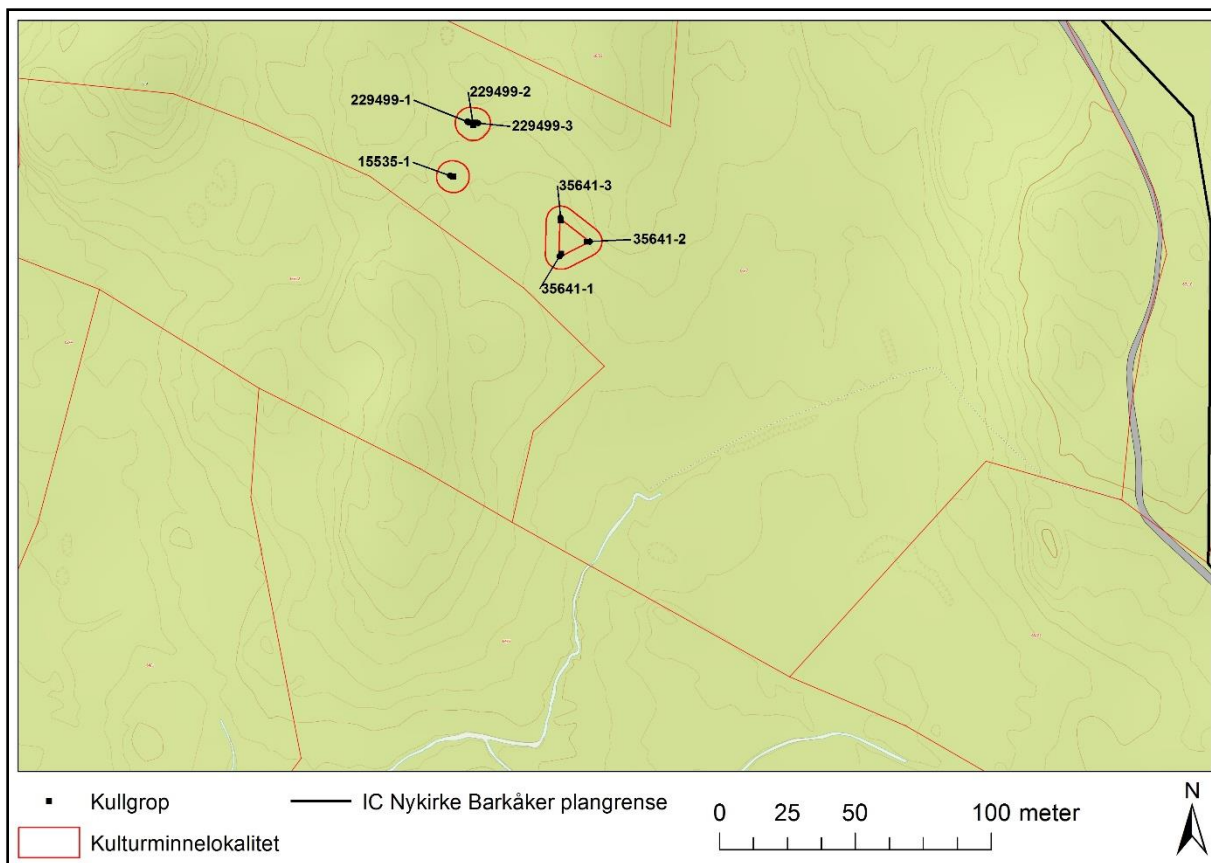 229499-2
229499-1
229499-3
15535-1
35641-3
35641-2
35641-1
Kullgrop
IC Nykirke Barkåker plangrense
Kulturminnelokalitet
0 25 50 100 meter
N